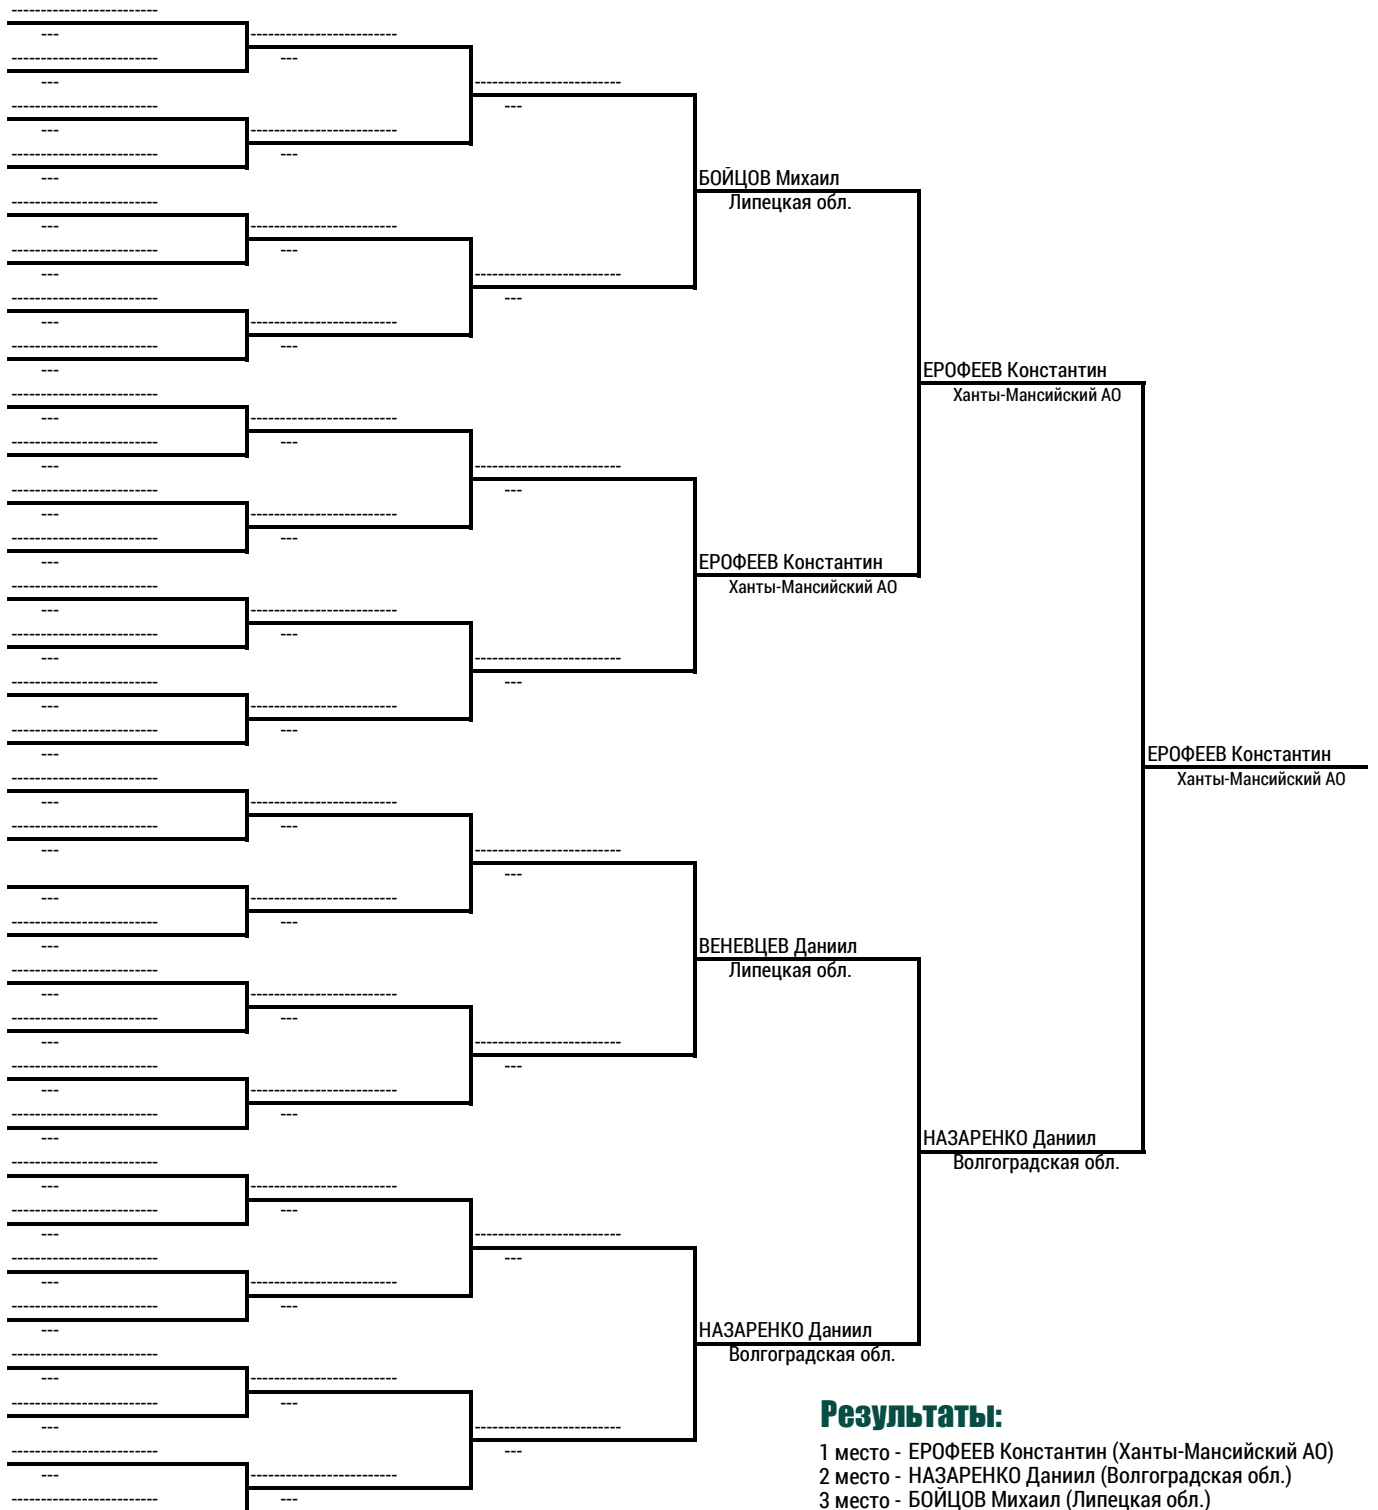 БОЙЦОВ Михаил
Липецкая обл.
ЕРОФЕЕВ Константин
Ханты-Мансийский АО
ЕРОФЕЕВ Константин
Ханты-Мансийский АО
ЕРОФЕЕВ Константин
Ханты-Мансийский АО
ВЕНЕВЦЕВ Даниил
Липецкая обл.
НАЗАРЕНКО Даниил
Волгоградская обл.
НАЗАРЕНКО Даниил
Волгоградская обл.
Результаты:
1 место - ЕРОФЕЕВ Константин (Ханты-Мансийский АО)
2 место - НАЗАРЕНКО Даниил (Волгоградская обл.)
3 место - БОЙЦОВ Михаил (Липецкая обл.)